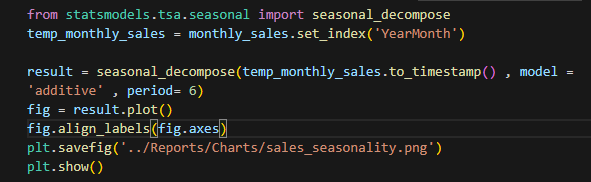 from statsmodels.tsa.seasonal import seasonal_decompose
temp_monthly_sales = monthly_sales.set_index('YearMonth')
result = seasonal_decompose(temp_monthly_sales.to_timestamp() , model =
'additive' , period= 6)
fig = result.plot()
fig.align_labels(fig.axes)
plt.savefig('../Reports/Charts/sales_seasonality.png')
plt.show()